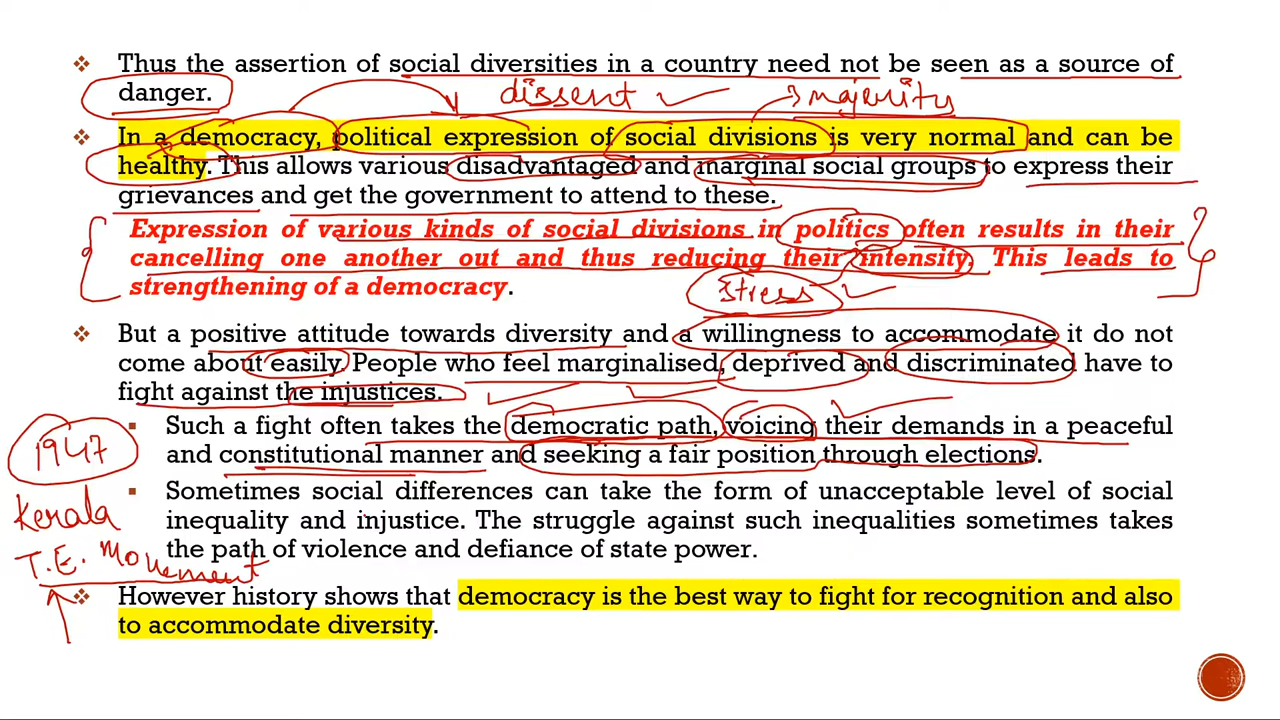 Thus the assertion of social diversities in a country need not be seen as a source of
danger.
dissent
majority
In a democracy, political expression of social divisions is very normal and can be
healthy. This allows various disadvantaged and marginal social groups to express their
grievances and get the government to attend to these.
Expression of various kinds of social divisions in politics often results in their
cancelling one another out and thus reducing their intensity. This leads to
strengthening of a democracy.
stress
But a positive attitude towards diversity and a willingness to accommodate it do not
come about easily. People who feel marginalised, deprived and discriminated have to
fight against the injustices.
Such a fight often takes the democratic path, voicing their demands in a peaceful
and constitutional manner and seeking a fair position through elections.
1947
Kerala
T.E. Movement
Sometimes social differences can take the form of unacceptable level of social
inequality and injustice. The struggle against such inequalities sometimes takes
the path of violence and defiance of state power.
However history shows that democracy is the best way to fight for recognition and also
to accommodate diversity.